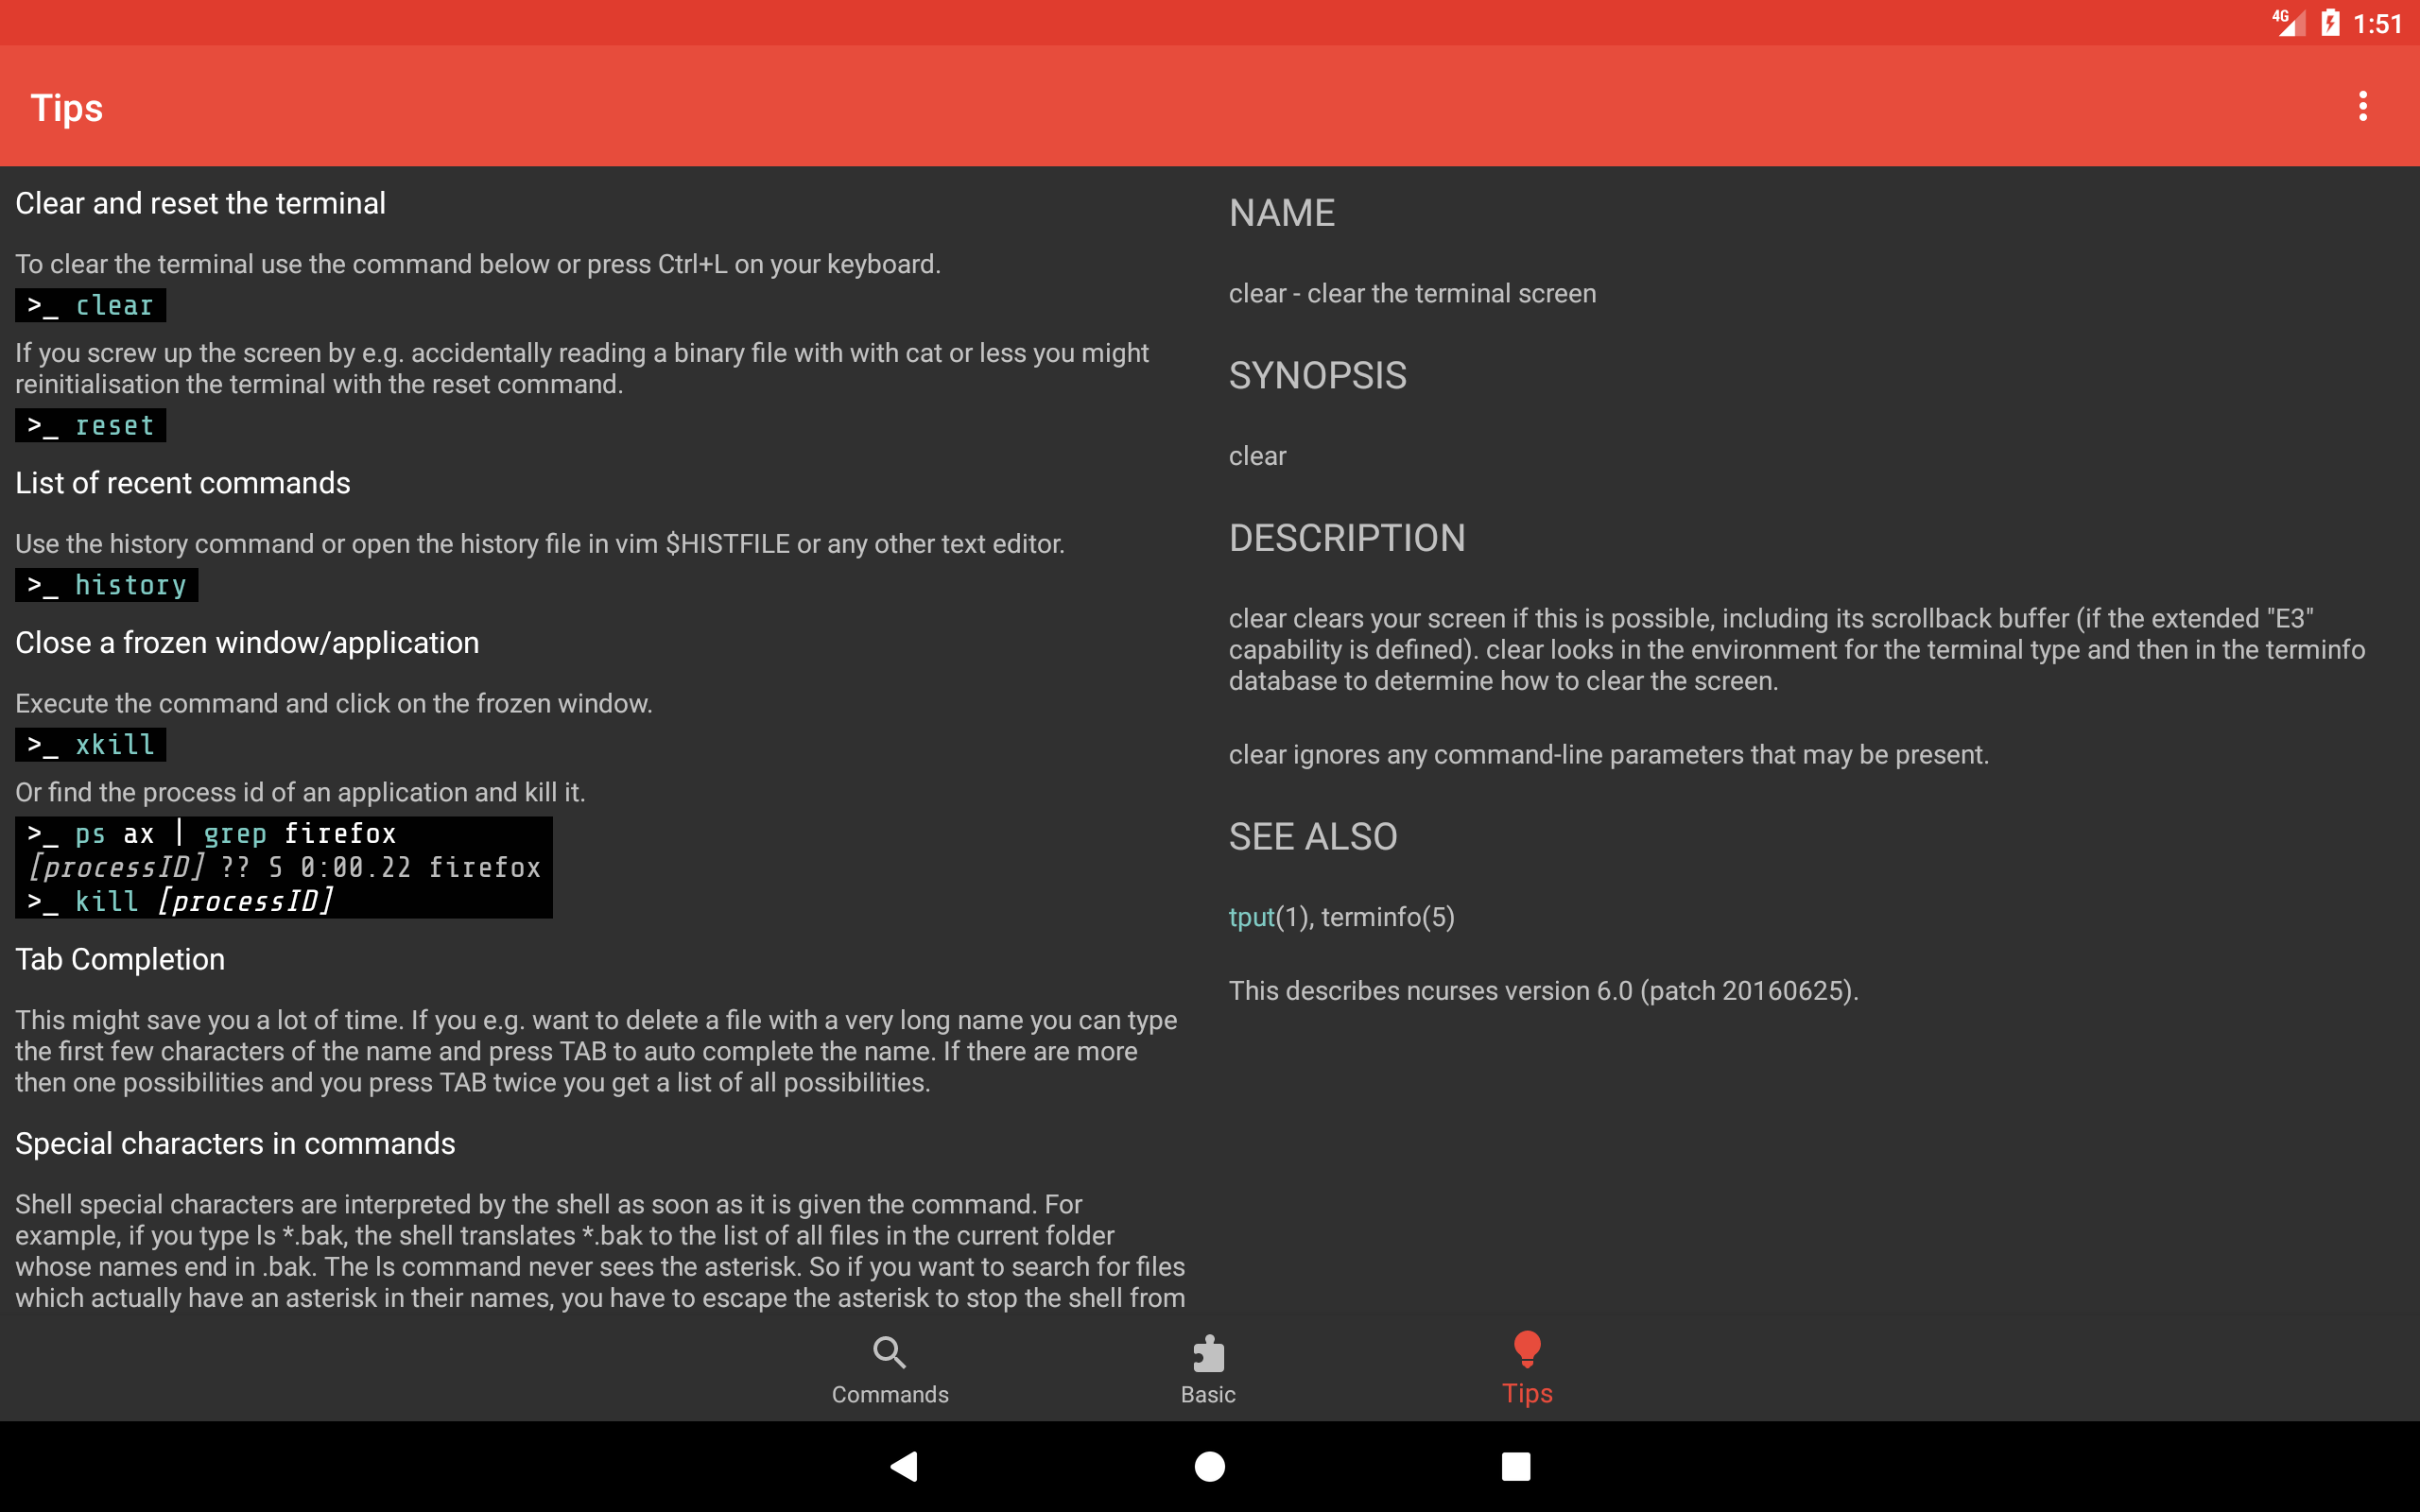 4G 1:51
Tips
Clear and reset the terminal
To clear the terminal use the command below or press Ctrl+L on your keyboard.
>_ clear
If you screw up the screen by e.g. accidentally reading a binary file with with cat or less you might
reinitialisation the terminal with the reset command.
>_ reset
List of recent commands
Use the history command or open the history file in vim $HISTFILE or any other text editor.
>_ history
Close a frozen window/application
Execute the command and click on the frozen window.
>_ xkill
Or find the process id of an application and kill it.
>_ ps ax | grep firefox
[processID] ?? S 0:00.22 firefox
>_ kill [processID]
Tab Completion
This might save you a lot of time. If you e.g. want to delete a file with a very long name you can type
the first few characters of the name and press TAB to auto complete the name. If there are more
then one possibilities and you press TAB twice you get a list of all possibilities.
Special characters in commands
Shell special characters are interpreted by the shell as soon as it is given the command. For
example, if you type ls *.bak, the shell translates *.bak to the list of all files in the current folder
whose names end in .bak. The ls command never sees the asterisk. So if you want to search for files
which actually have an asterisk in their names, you have to escape the asterisk to stop the shell from
NAME
clear - clear the terminal screen
SYNOPSIS
clear
DESCRIPTION
clear clears your screen if this is possible, including its scrollback buffer (if the extended "E3"
capability is defined). clear looks in the environment for the terminal type and then in the terminfo
database to determine how to clear the screen.
clear ignores any command-line parameters that may be present.
SEE ALSO
tput(1), terminfo(5)
This describes ncurses version 6.0 (patch 20160625).
Commands
Basic
Tips